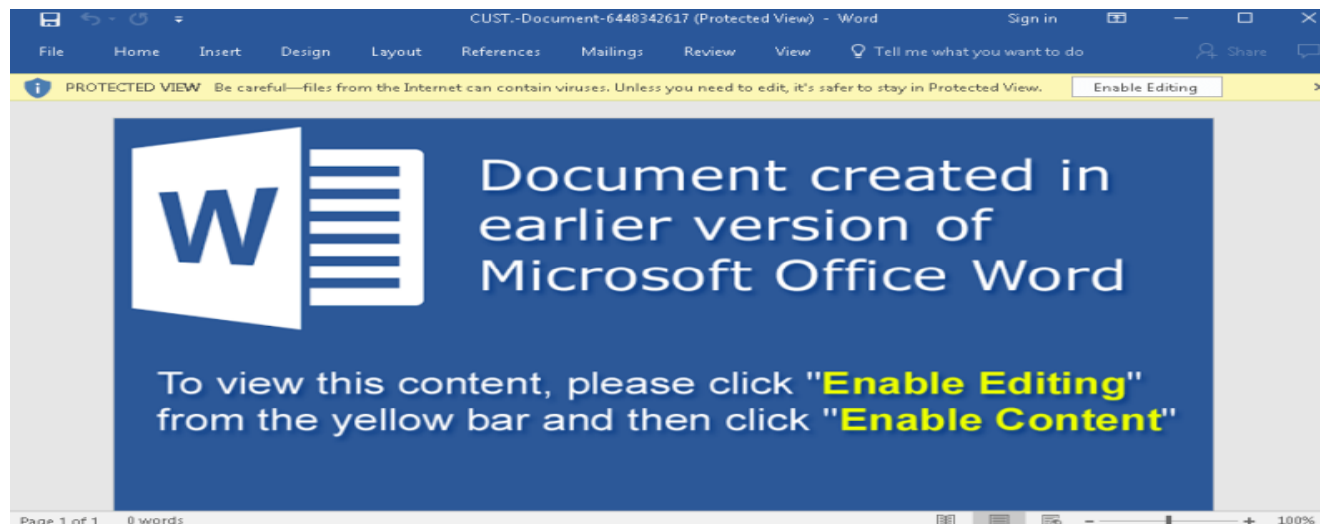 CUST.-Document-6448342617 (Protected View) - Word Sign in
File Home Insert Design Layout References Mailings Review View Tell me what you want to do Share
PROTECTED VIEW Be careful—files from the Internet can contain viruses. Unless you need to edit, it's safer to stay in Protected View. Enable Editing
W
Document created in
earlier version of
Microsoft Office Word
To view this content, please click "Enable Editing"
from the yellow bar and then click "Enable Content"
Page 1 of 1 0 words 100%